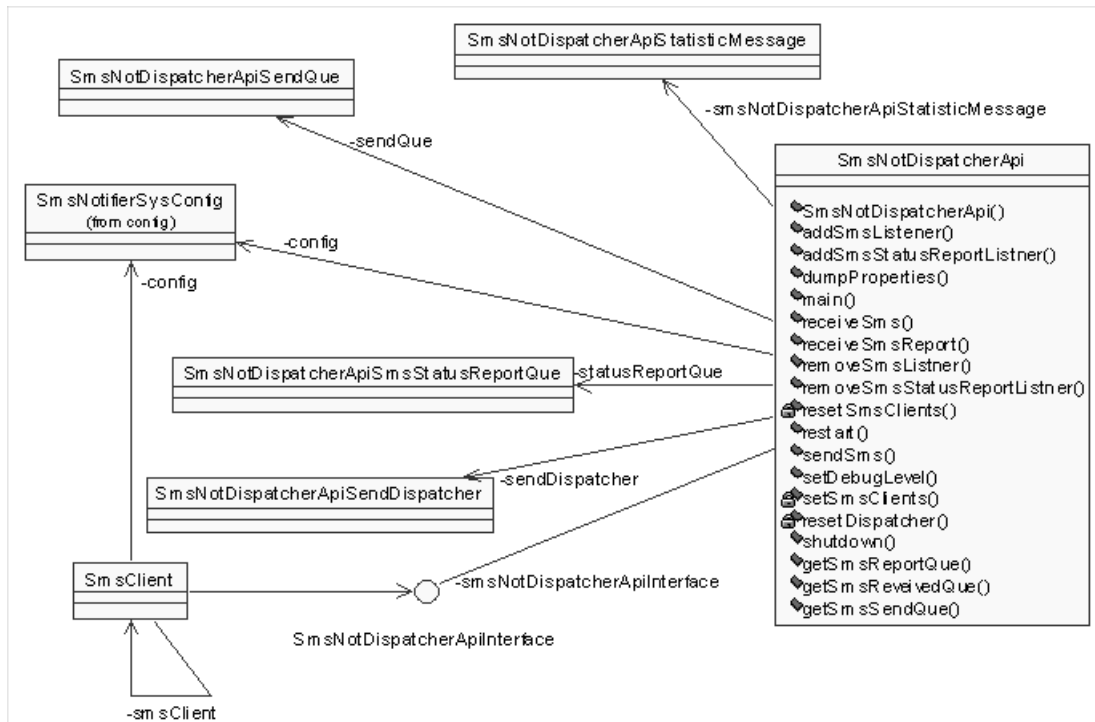 SmsNotDispatcherApiStatisticMessage
SmsNotDispatcherApiSendQue
-smsNotDispatcherApiStatisticMessage
-sendQue
SmsNotDispatcherApi
SmsNotifierSysConfig
(from config)
-config
-config
SmsNotDispatcherApi()
addSmsListener()
addSmsStatusReportListner()
dumpProperties()
main()
receiveSms()
receiveSmsReport()
removeSmsListner()
removeSmsStatusReportListner()
resetSmsClients()
restart()
sendSms()
setDebugLevel()
setSmsClients()
resetDispatcher()
shutdown()
getSmsReportQue()
getSmsRevaivedQue()
getSmsSendQue()
SmsNotDispatcherApiSmsStatusReportQue
-statusReportQue
SmsNotDispatcherApiSendDispatcher
-sendDispatcher
SmsClient
-smsNotDispatcherApiInterface
SmsNotDispatcherApiInterface
-smsClient